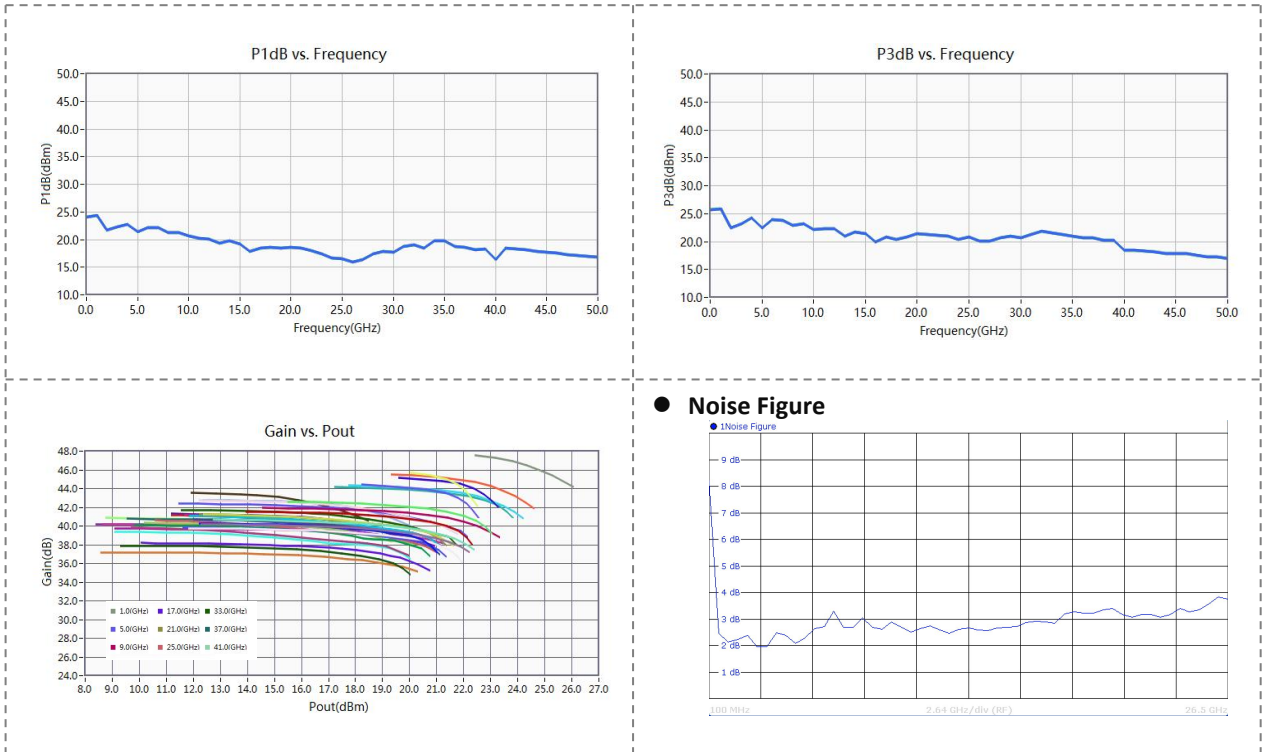 P1dB vs. Frequency
50.0
45.0
40.0
35.0
30.0
25.0
20.0
15.0
10.0
P1dB(dBm)
0.0 5.0 10.0 15.0 20.0 25.0 30.0 35.0 40.0 45.0 50.0
Frequency(GHz)
P3dB vs. Frequency
50.0
45.0
40.0
35.0
30.0
25.0
20.0
15.0
10.0
P3dB(dBm)
0.0 5.0 10.0 15.0 20.0 25.0 30.0 35.0 40.0 45.0 50.0
Frequency(GHz)
Gain vs. Pout
48.0
46.0
44.0
42.0
40.0
38.0
36.0
34.0
32.0
30.0
28.0
26.0
24.0
Gain(dB)
1.0(GHz) 17.0(GHz) 33.0(GHz)
5.0(GHz) 21.0(GHz) 37.0(GHz)
9.0(GHz) 25.0(GHz) 41.0(GHz)
8.0 9.0 10.0 11.0 12.0 13.0 14.0 15.0 16.0 17.0 18.0 19.0 20.0 21.0 22.0 23.0 24.0 25.0 26.0 27.0
Pout(dBm)
● Noise Figure
1Noise Figure
9 dB
8 dB
7 dB
6 dB
5 dB
4 dB
3 dB
2 dB
1 dB
100 MHz 2.64 GHz/div (RF) 26.5 GHz